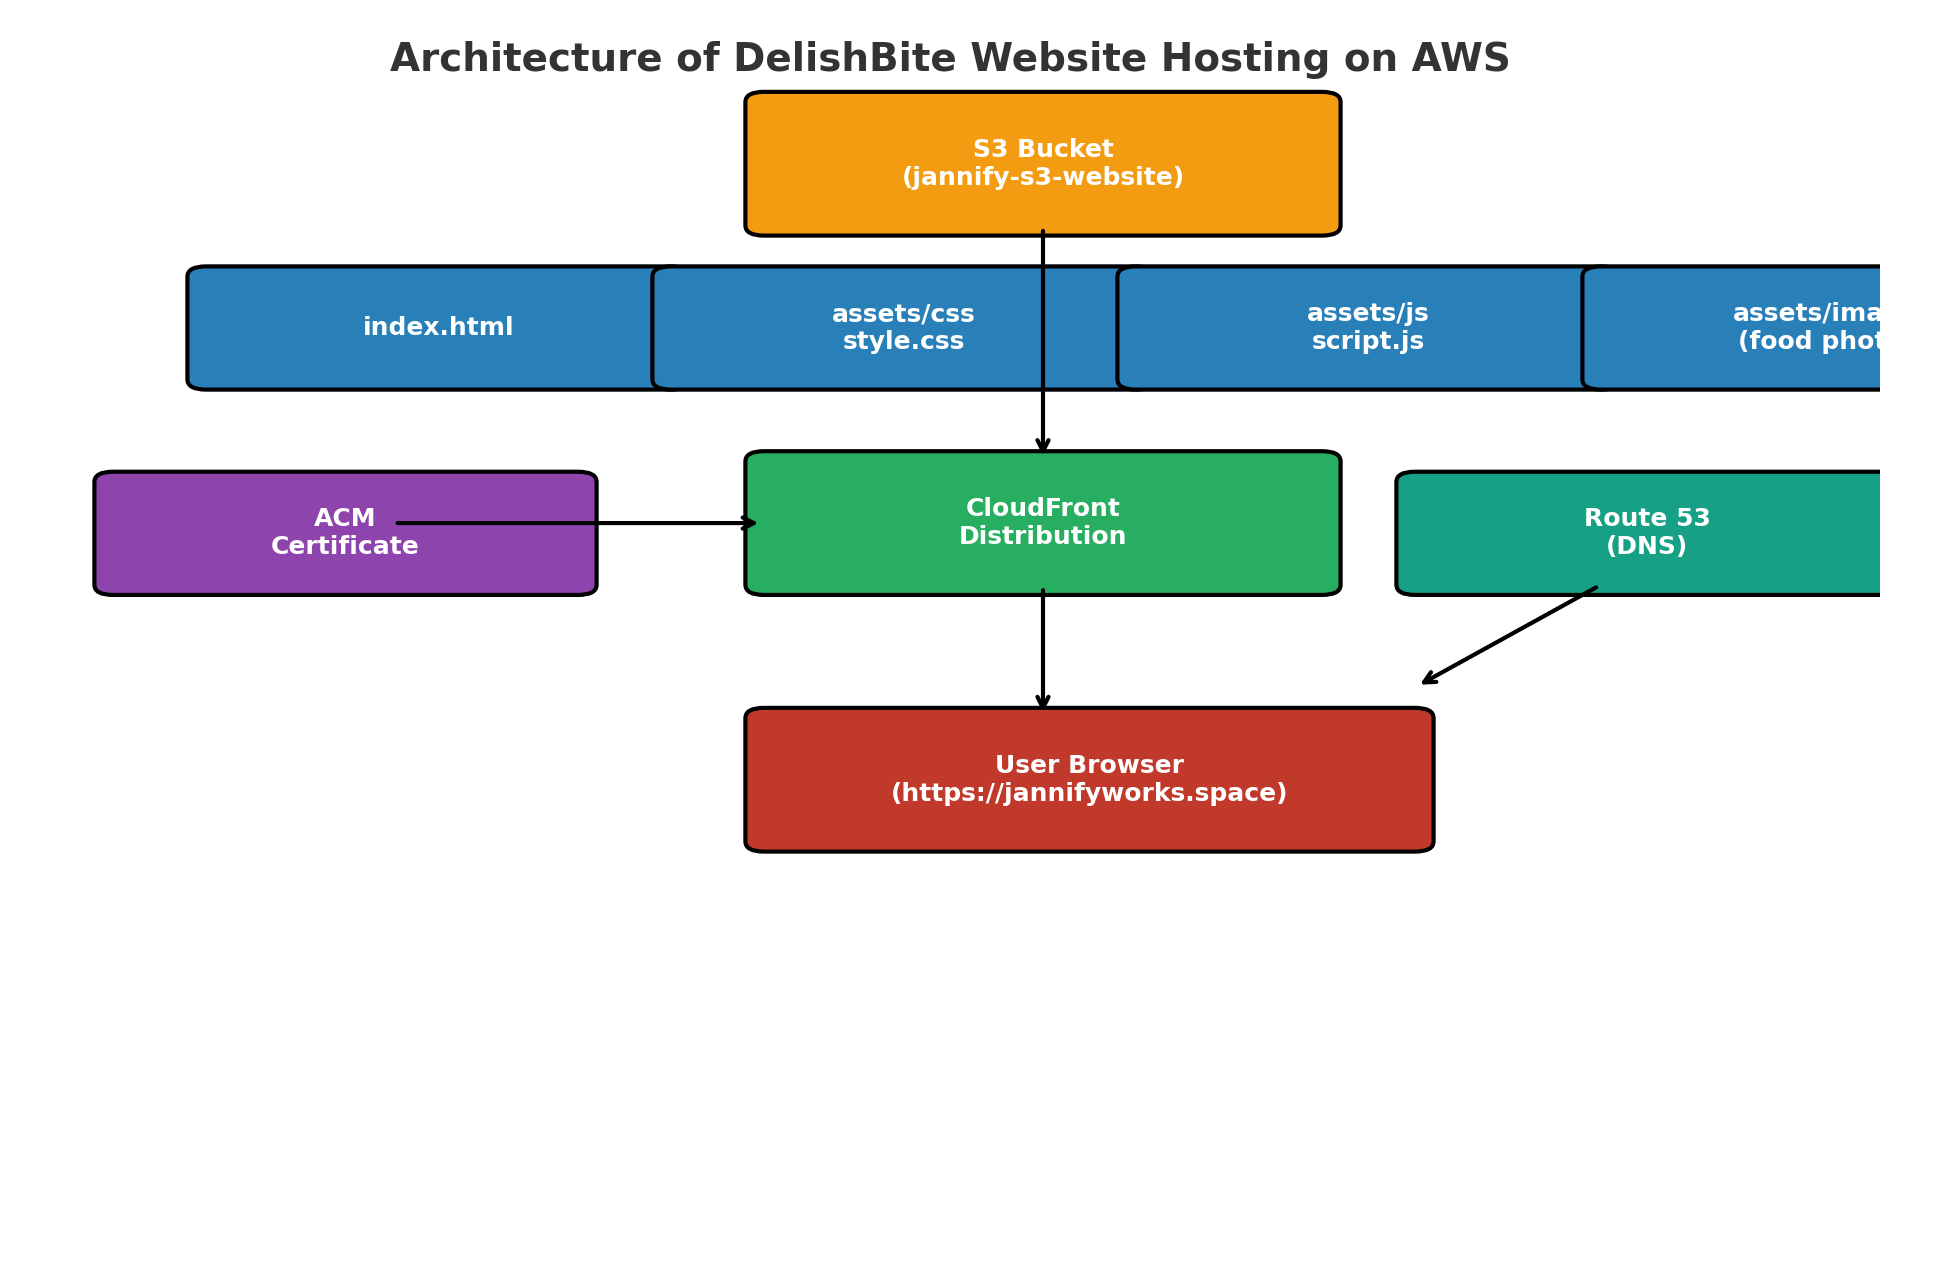 Architecture of DelishBite Website Hosting on AWS
S3 Bucket
(jannify-s3-website)
index.html
assets/css
style.css
assets/js
script.js
assets/ima
(food phot
ACM
Certificate
CloudFront
Distribution
Route 53
(DNS)
User Browser
(https://jannifyworks.space)